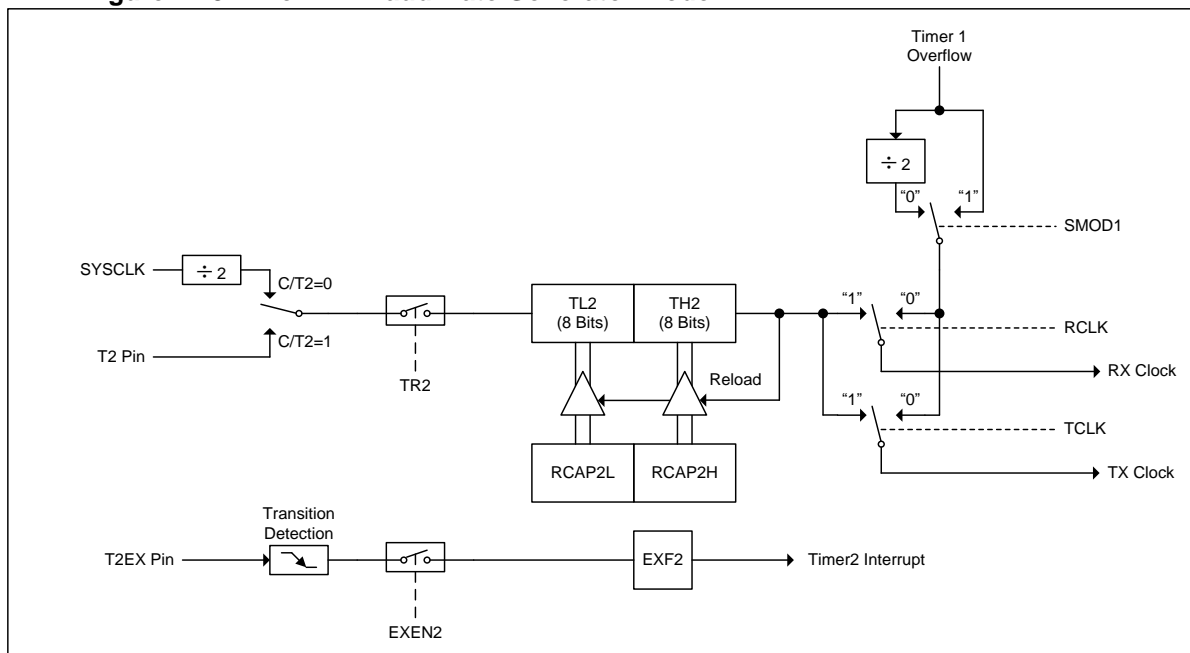 Timer 1
Overflow
÷ 2
“0”
“1”
SMOD1
SYSCLK
÷ 2
C/T2=0
T2 Pin
C/T2=1
TR2
TL2
(8 Bits)
TH2
(8 Bits)
Reload
RCAP2L
RCAP2H
“1”
“0”
RCLK
RX Clock
“1”
“0”
TCLK
TX Clock
Transition
Detection
T2EX Pin
EXEN2
EXF2
Timer2 Interrupt